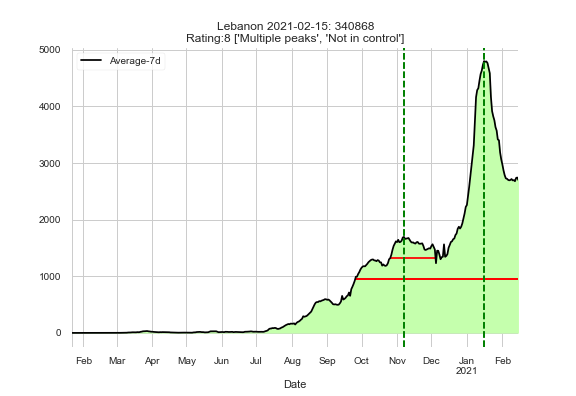 Lebanon 2021-02-15: 340868
Rating:8 ['Multiple peaks', 'Not in control']
Average-7d
5000
4000
3000
2000
1000
0
Feb Mar Apr May Jun Jul Aug Sep Oct Nov Dec Jan Feb
2021
Date